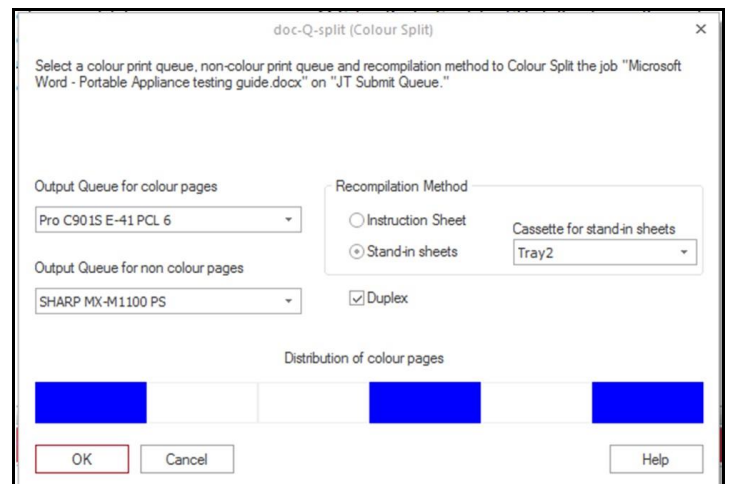 doc-Q-split (Colour Split)
Select a colour print queue, non-colour print queue and recompilation method to Colour Split the job "Microsoft
Word - Portable Appliance testing guide.docx" on "JT Submit Queue."
Output Queue for colour pages
Pro C901S E-41 PCL 6
Output Queue for non colour pages
SHARP MX-M1100 PS
Recompilation Method
Instruction Sheet
Stand-in sheets
Cassette for stand-in sheets
Tray2
Duplex
Distribution of colour pages
OK
Cancel
Help